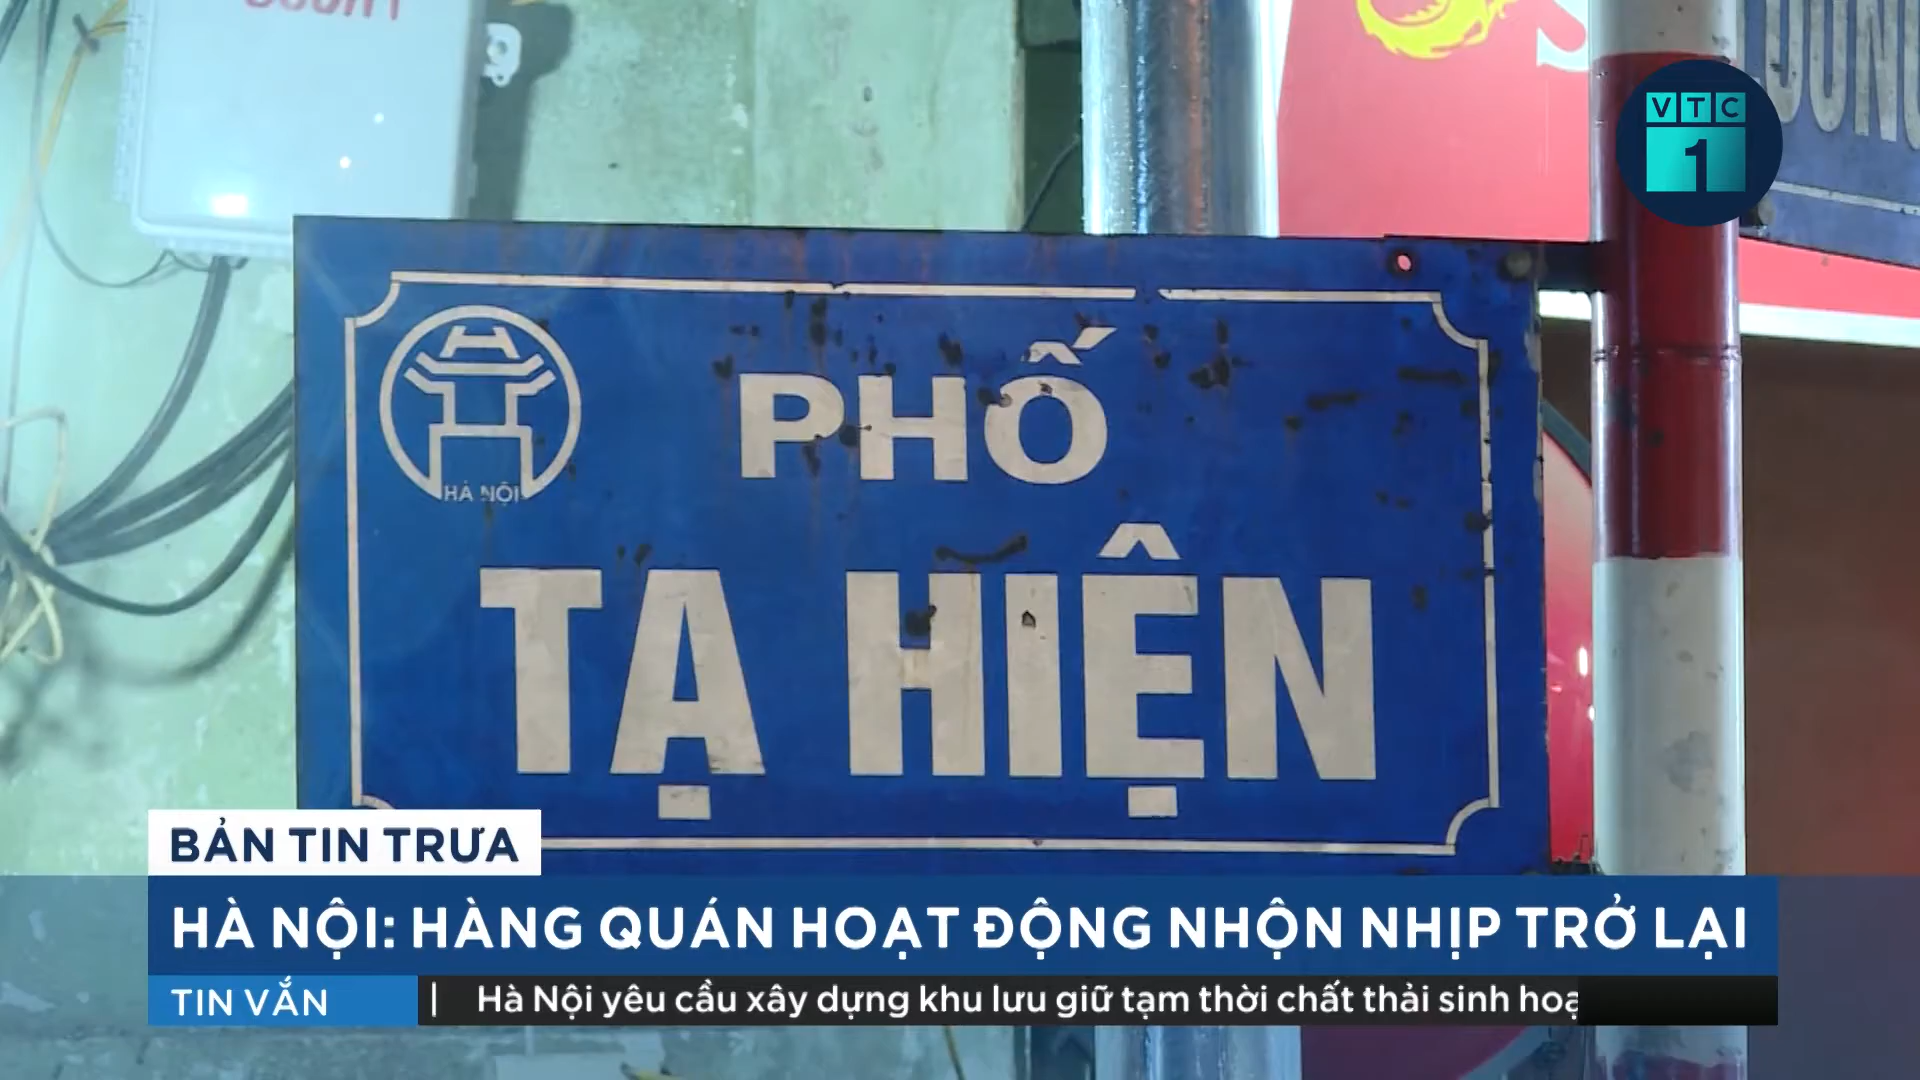 VTC
1
PHỐ
HÀ NỘI
TẠ HIỆN
BẢN TIN TRƯA
HÀ NỘI: HÀNG QUÁN HOẠT ĐỘNG NHỘN NHỊP TRỞ LẠI
TIN VẮN
| Hà Nội yêu cầu xây dựng khu lưu giữ tạm thời chất thải sinh hoạ